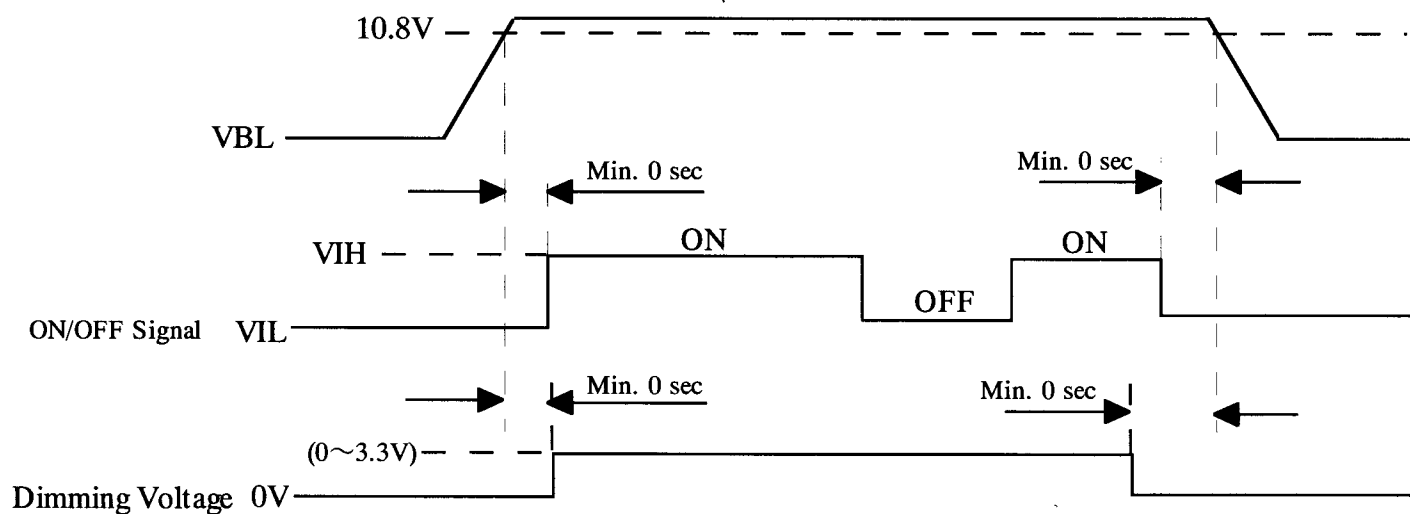 10.8V
VBL
Min. 0 sec
Min. 0 sec
VIH
ON
ON
OFF
ON/OFF Signal VIL
Min. 0 sec
Min. 0 sec
(0～3.3V)
Dimming Voltage 0V